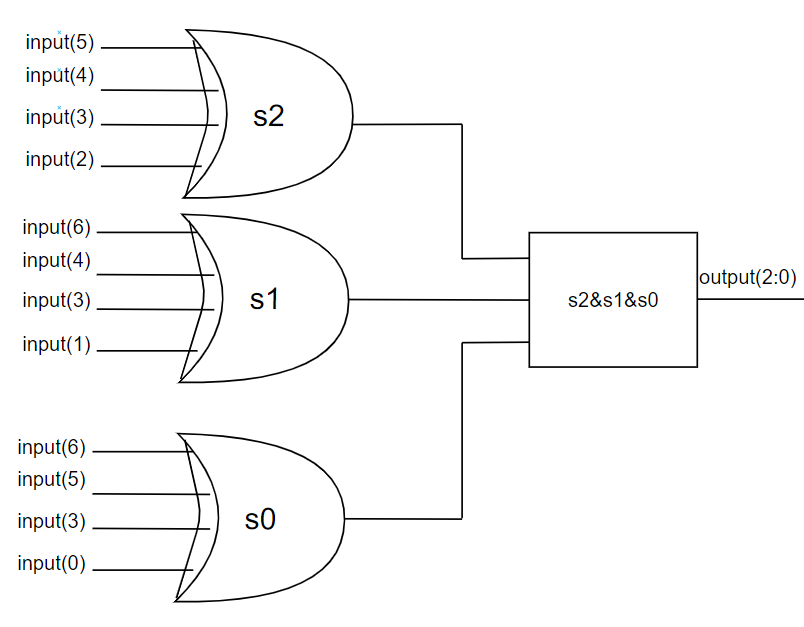 input(5)
input(4)
input(3)
input(2)
s2
input(6)
input(4)
input(3)
input(1)
s1
s2&s1&s0
output(2:0)
input(6)
input(5)
input(3)
input(0)
s0